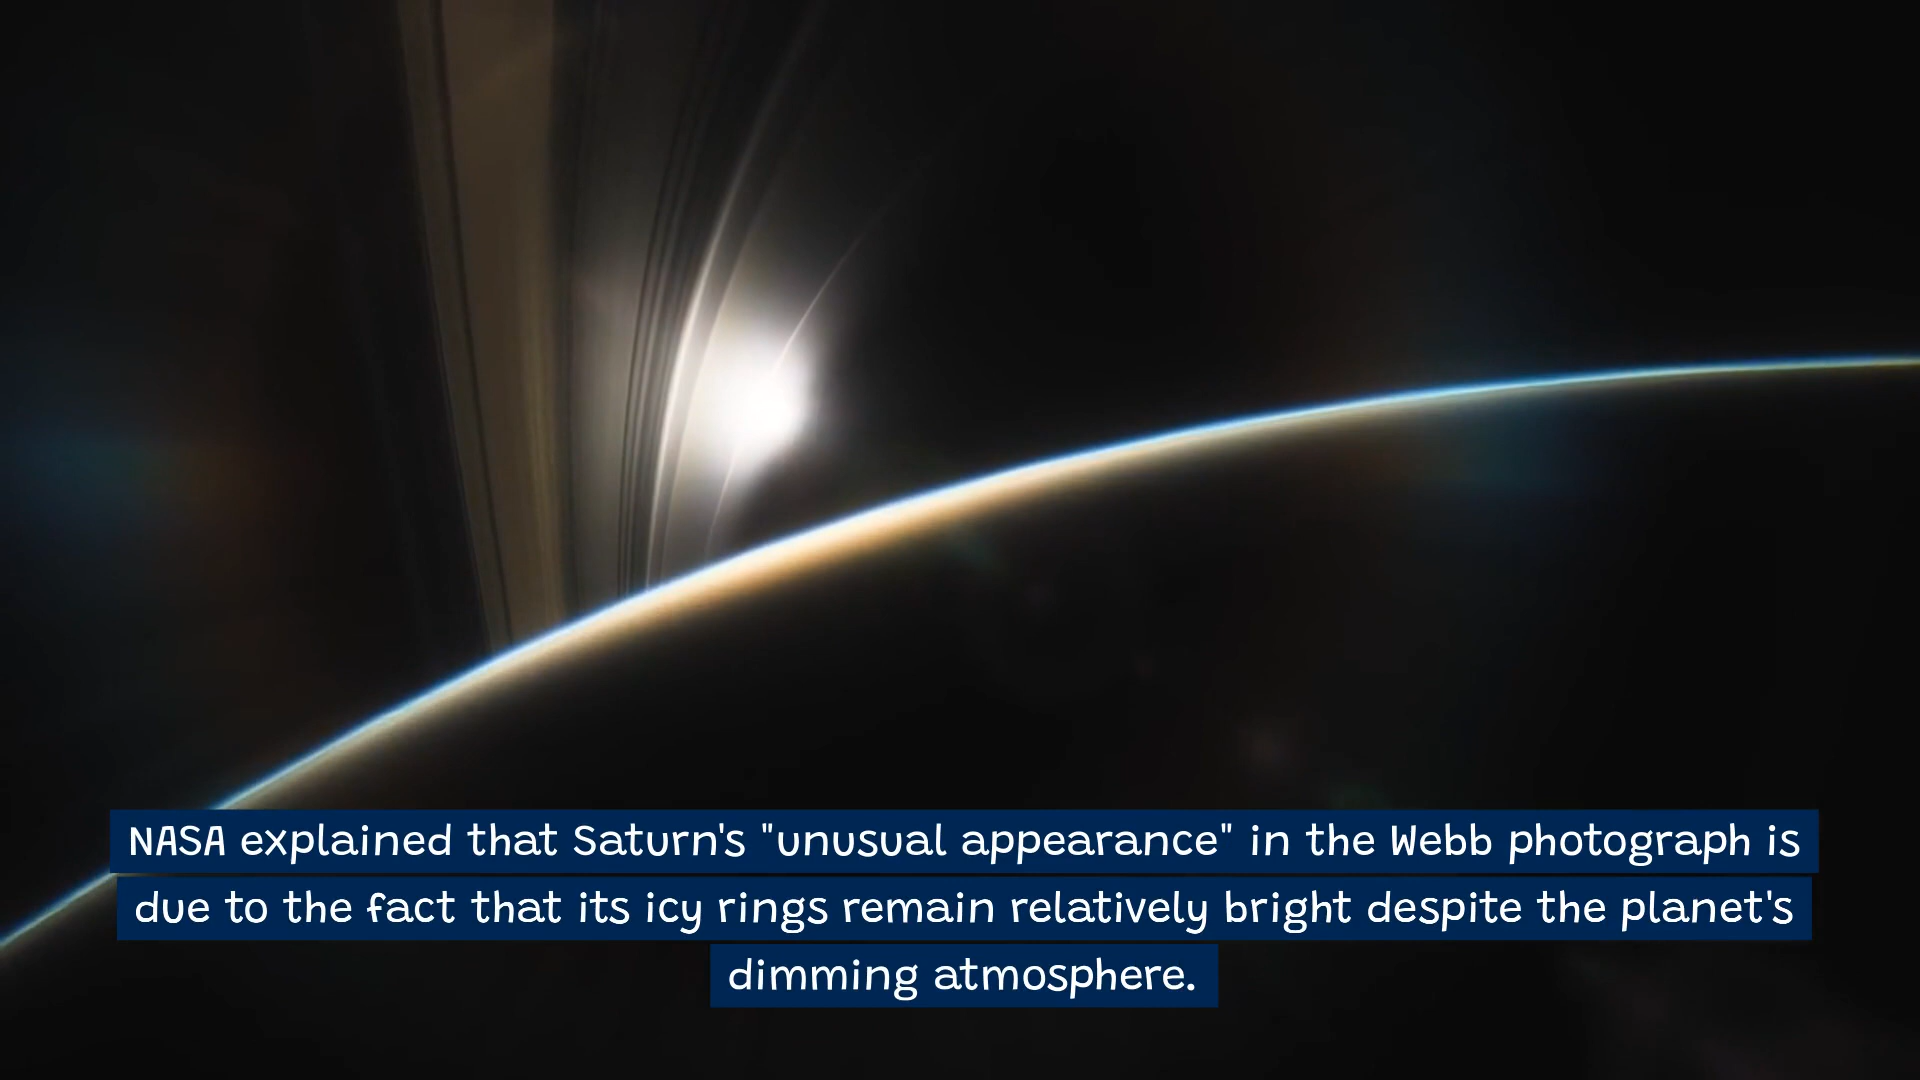 NASA explained that Saturn's "unusual appearance" in the Webb photograph is
due to the fact that its icy rings remain relatively bright despite the planet's
dimming atmosphere.